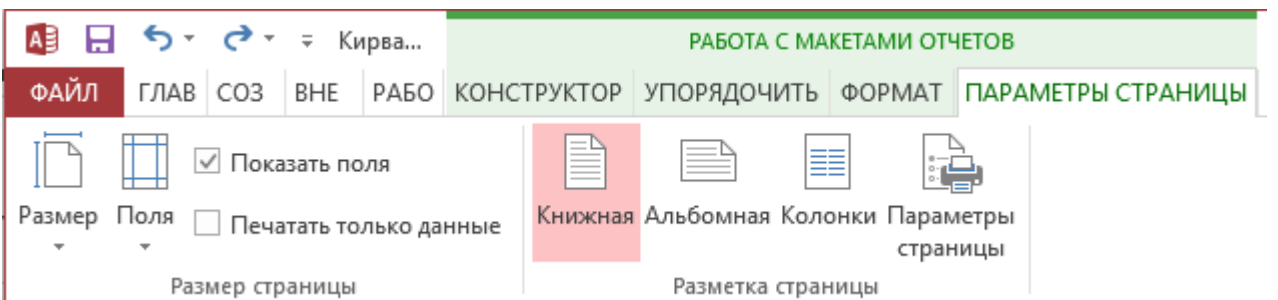 Кирва... РАБОТА С МАКЕТАМИ ОТЧЕТОВ
ФАЙЛ ГЛАВ СОЗ ВНЕ РАБО КОНСТРУКТОР УПОРЯДОЧИТЬ ФОРМАТ ПАРАМЕТРЫ СТРАНИЦЫ
Показать поля
Размер Поля Печатать только данные Книжная Альбомная Колонки Параметры
страницы
Размер страницы Разметка страницы